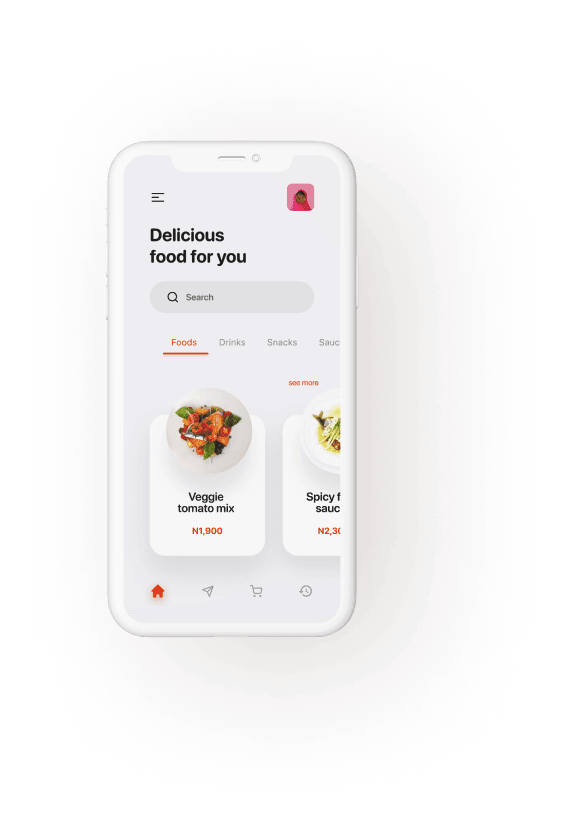 Delicious
food for you
Search
Foods Drinks Snacks Sauc
see more
Veggie
tomato mix
N1,900
Spicy f
sauc
N2,30